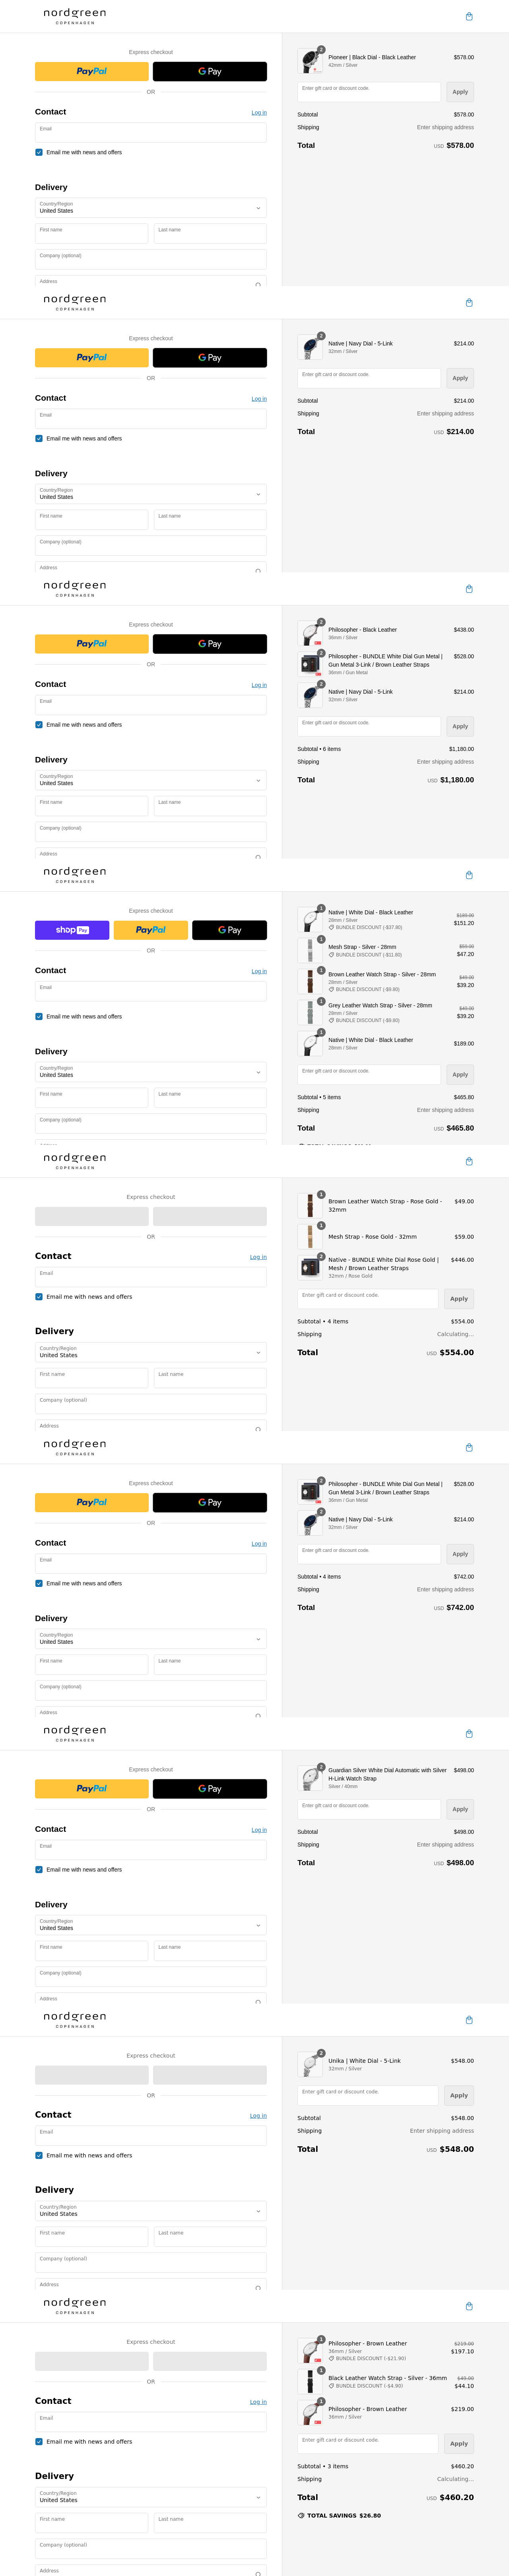 nordgreen
COPENHAGEN
Express checkout
PayPal
G Pay
OR
Contact
Log in
Email
Email me with news and offers
Delivery
Country/Region
United States
First name
Last name
Company (optional)
Address
2
Pioneer | Black Dial - Black Leather
$578.00
42mm / Silver
Enter gift card or discount code.
Apply
Subtotal
$578.00
Shipping
Enter shipping address
Total
USD $578.00
nordgreen
COPENHAGEN
Express checkout
PayPal
G Pay
OR
Contact
Log in
Email
Email me with news and offers
Delivery
Country/Region
United States
First name
Last name
Company (optional)
Address
2
Native | Navy Dial - 5-Link
$214.00
32mm / Silver
Enter gift card or discount code.
Apply
Subtotal
$214.00
Shipping
Enter shipping address
Total
USD $214.00
nordgreen
COPENHAGEN
Express checkout
PayPal
G Pay
OR
Contact
Log in
Email
Email me with news and offers
Delivery
Country/Region
United States
First name
Last name
Company (optional)
Address
2
Philosopher - Black Leather
$438.00
36mm / Silver
2
Philosopher - BUNDLE White Dial Gun Metal |
Gun Metal 3-Link / Brown Leather Straps
$528.00
36mm / Gun Metal
2
Native | Navy Dial - 5-Link
$214.00
32mm / Silver
Enter gift card or discount code.
Apply
Subtotal • 6 items
$1,180.00
Shipping
Enter shipping address
Total
USD $1,180.00
nordgreen
COPENHAGEN
Express checkout
shop Pay
PayPal
G Pay
OR
Contact
Log in
Email
Email me with news and offers
Delivery
Country/Region
United States
First name
Last name
Company (optional)
1
Native | White Dial - Black Leather
28mm / Silver
BUNDLE DISCOUNT (-$37.80)
$189.00
$151.20
1
Mesh Strap - Silver - 28mm
BUNDLE DISCOUNT (-$11.80)
$59.00
$47.20
1
Brown Leather Watch Strap - Silver - 28mm
28mm / Silver
BUNDLE DISCOUNT (-$9.80)
$49.00
$39.20
1
Grey Leather Watch Strap - Silver - 28mm
28mm / Silver
BUNDLE DISCOUNT (-$9.80)
$49.00
$39.20
1
Native | White Dial - Black Leather
28mm / Silver
$189.00
Enter gift card or discount code.
Apply
Subtotal • 5 items
$465.80
Shipping
Enter shipping address
Total
USD $465.80
nordgreen
COPENHAGEN
Express checkout
OR
Contact
Log in
Email
Email me with news and offers
Delivery
Country/Region
United States
First name
Last name
Company (optional)
Address
1
Brown Leather Watch Strap - Rose Gold -
32mm
$49.00
1
Mesh Strap - Rose Gold - 32mm
$59.00
2
Native - BUNDLE White Dial Rose Gold |
Mesh / Brown Leather Straps
32mm / Rose Gold
$446.00
Enter gift card or discount code.
Apply
Subtotal • 4 items
$554.00
Shipping
Calculating...
Total
USD $554.00
nordgreen
COPENHAGEN
Express checkout
PayPal
G Pay
OR
Contact
Log in
Email
Email me with news and offers
Delivery
Country/Region
United States
First name
Last name
Company (optional)
Address
2
Philosopher - BUNDLE White Dial Gun Metal |
Gun Metal 3-Link / Brown Leather Straps
36mm / Gun Metal
$528.00
2
Native | Navy Dial - 5-Link
32mm / Silver
$214.00
Enter gift card or discount code.
Apply
Subtotal • 4 items
$742.00
Shipping
Enter shipping address
Total
USD $742.00
nordgreen
COPENHAGEN
Express checkout
PayPal
G Pay
OR
Contact
Log in
Email
Email me with news and offers
Delivery
Country/Region
United States
First name
Last name
Company (optional)
Address
2
Guardian Silver White Dial Automatic with Silver
H-Link Watch Strap
Silver / 40mm
$498.00
Enter gift card or discount code.
Apply
Subtotal
$498.00
Shipping
Enter shipping address
Total
USD $498.00
nordgreen
COPENHAGEN
Express checkout
OR
Contact
Log in
Email
Email me with news and offers
Delivery
Country/Region
United States
First name
Last name
Company (optional)
Address
2
Unika | White Dial - 5-Link
32mm / Silver
$548.00
Enter gift card or discount code.
Apply
Subtotal
$548.00
Shipping
Enter shipping address
Total
USD $548.00
nordgreen
COPENHAGEN
Express checkout
OR
Contact
Log in
Email
Email me with news and offers
Delivery
Country/Region
United States
First name
Last name
Company (optional)
Address
1
Philosopher - Brown Leather
36mm / Silver
BUNDLE DISCOUNT (-$21.90)
$219.00
$197.10
1
Black Leather Watch Strap - Silver - 36mm
BUNDLE DISCOUNT (-$4.90)
$49.00
$44.10
1
Philosopher - Brown Leather
36mm / Silver
$219.00
Enter gift card or discount code.
Apply
Subtotal • 3 items
$460.20
Shipping
Calculating...
Total
USD $460.20
TOTAL SAVINGS $26.80